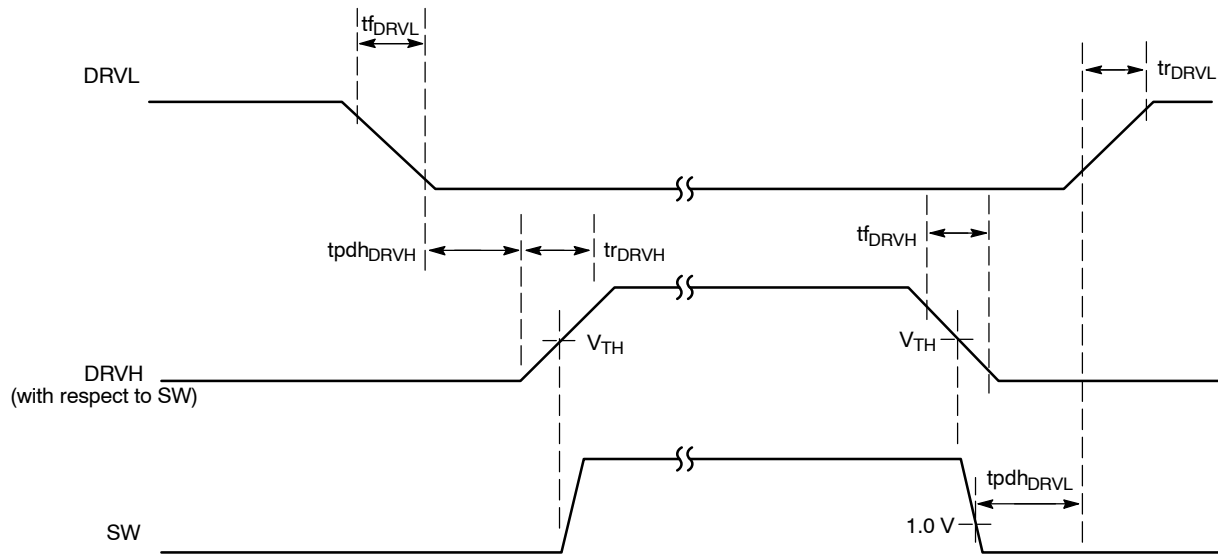 tfDRVL
DRVL
trDRVL
tpdhDRVH
trDRVH
tfDRVH
VTH
VTH
DRVH
(with respect to SW)
tpdhDRVL
1.0 V
SW